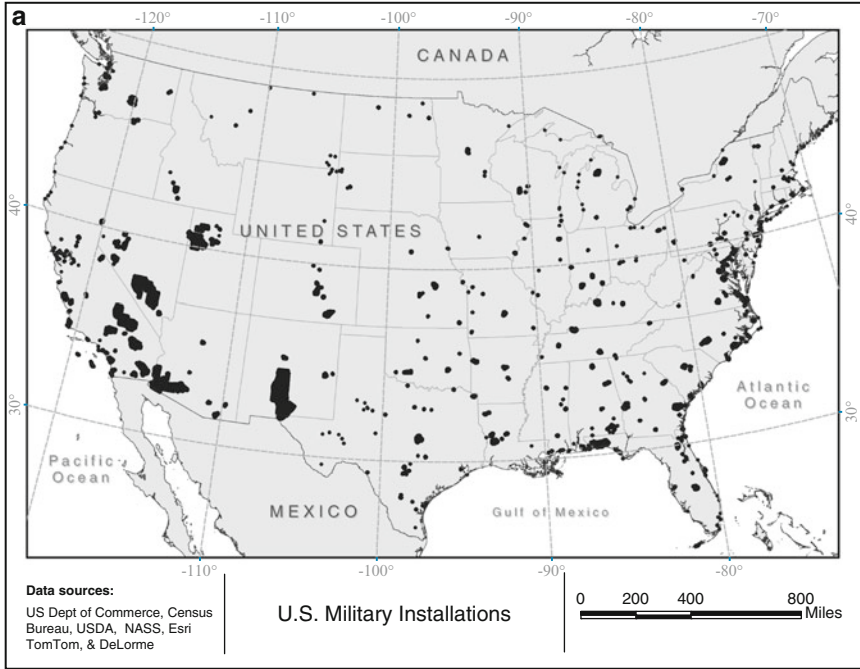 a
-120° -110° -100° -90° -80° -70°
CANADA
40° 40°
UNITED STATES
30° 30°
Atlantic
Ocean
Pacific
Ocean
MEXICO
Gulf of Mexico
-110° -100° -90° -80°
Data sources:
US Dept of Commerce, Census
Bureau, USDA, NASS, Esri
TomTom, & DeLorme
U.S. Military Installations
0 200 400 800
Miles